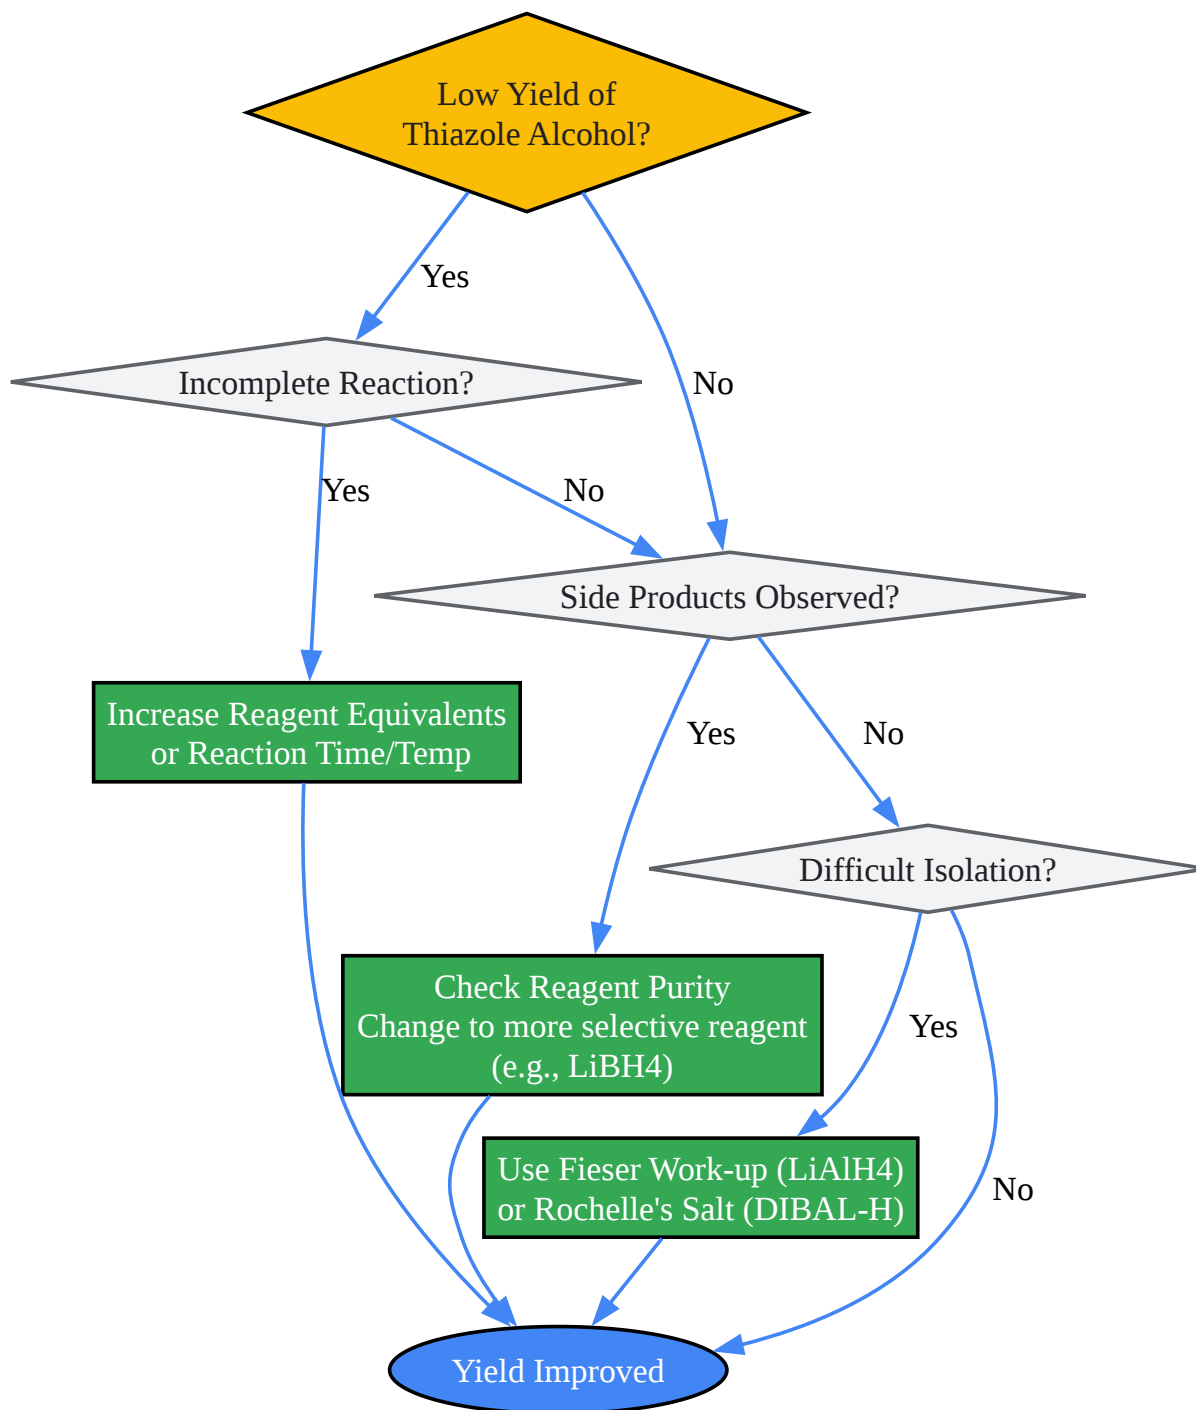 Low Yield of
Thiazole Alcohol?
Yes
Incomplete Reaction?
No
Yes
No
Side Products Observed?
Increase Reagent Equivalents
or Reaction Time/Temp
Yes
No
Difficult Isolation?
Check Reagent Purity
Change to more selective reagent
(e.g., LiBH4)
Yes
Use Fieser Work-up (LiAlH4)
or Rochelle's Salt (DIBAL-H)
No
Yield Improved